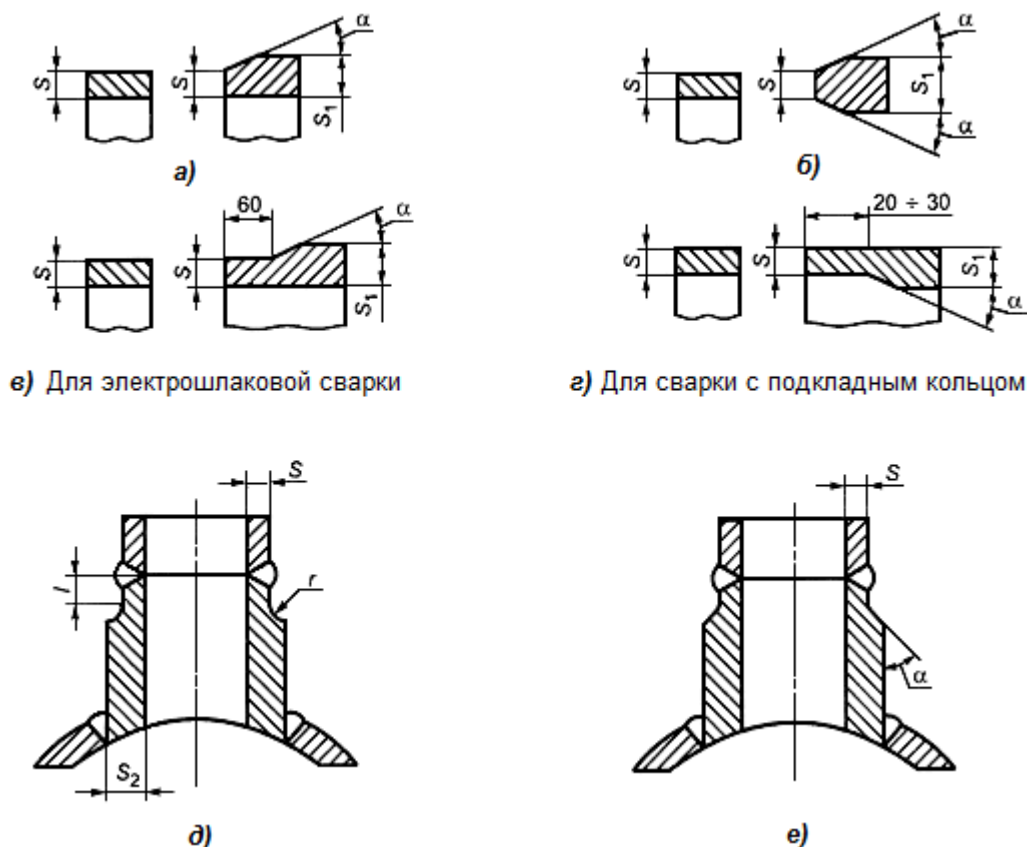 α α
S S S₁ S S S₁
α
а) б)
60 α 20 ÷ 30
S S S₁ S S S₁
α
в) Для электрошлаковой сварки г) Для сварки с подкладным кольцом
S S
l r
α
S₂
д) е)